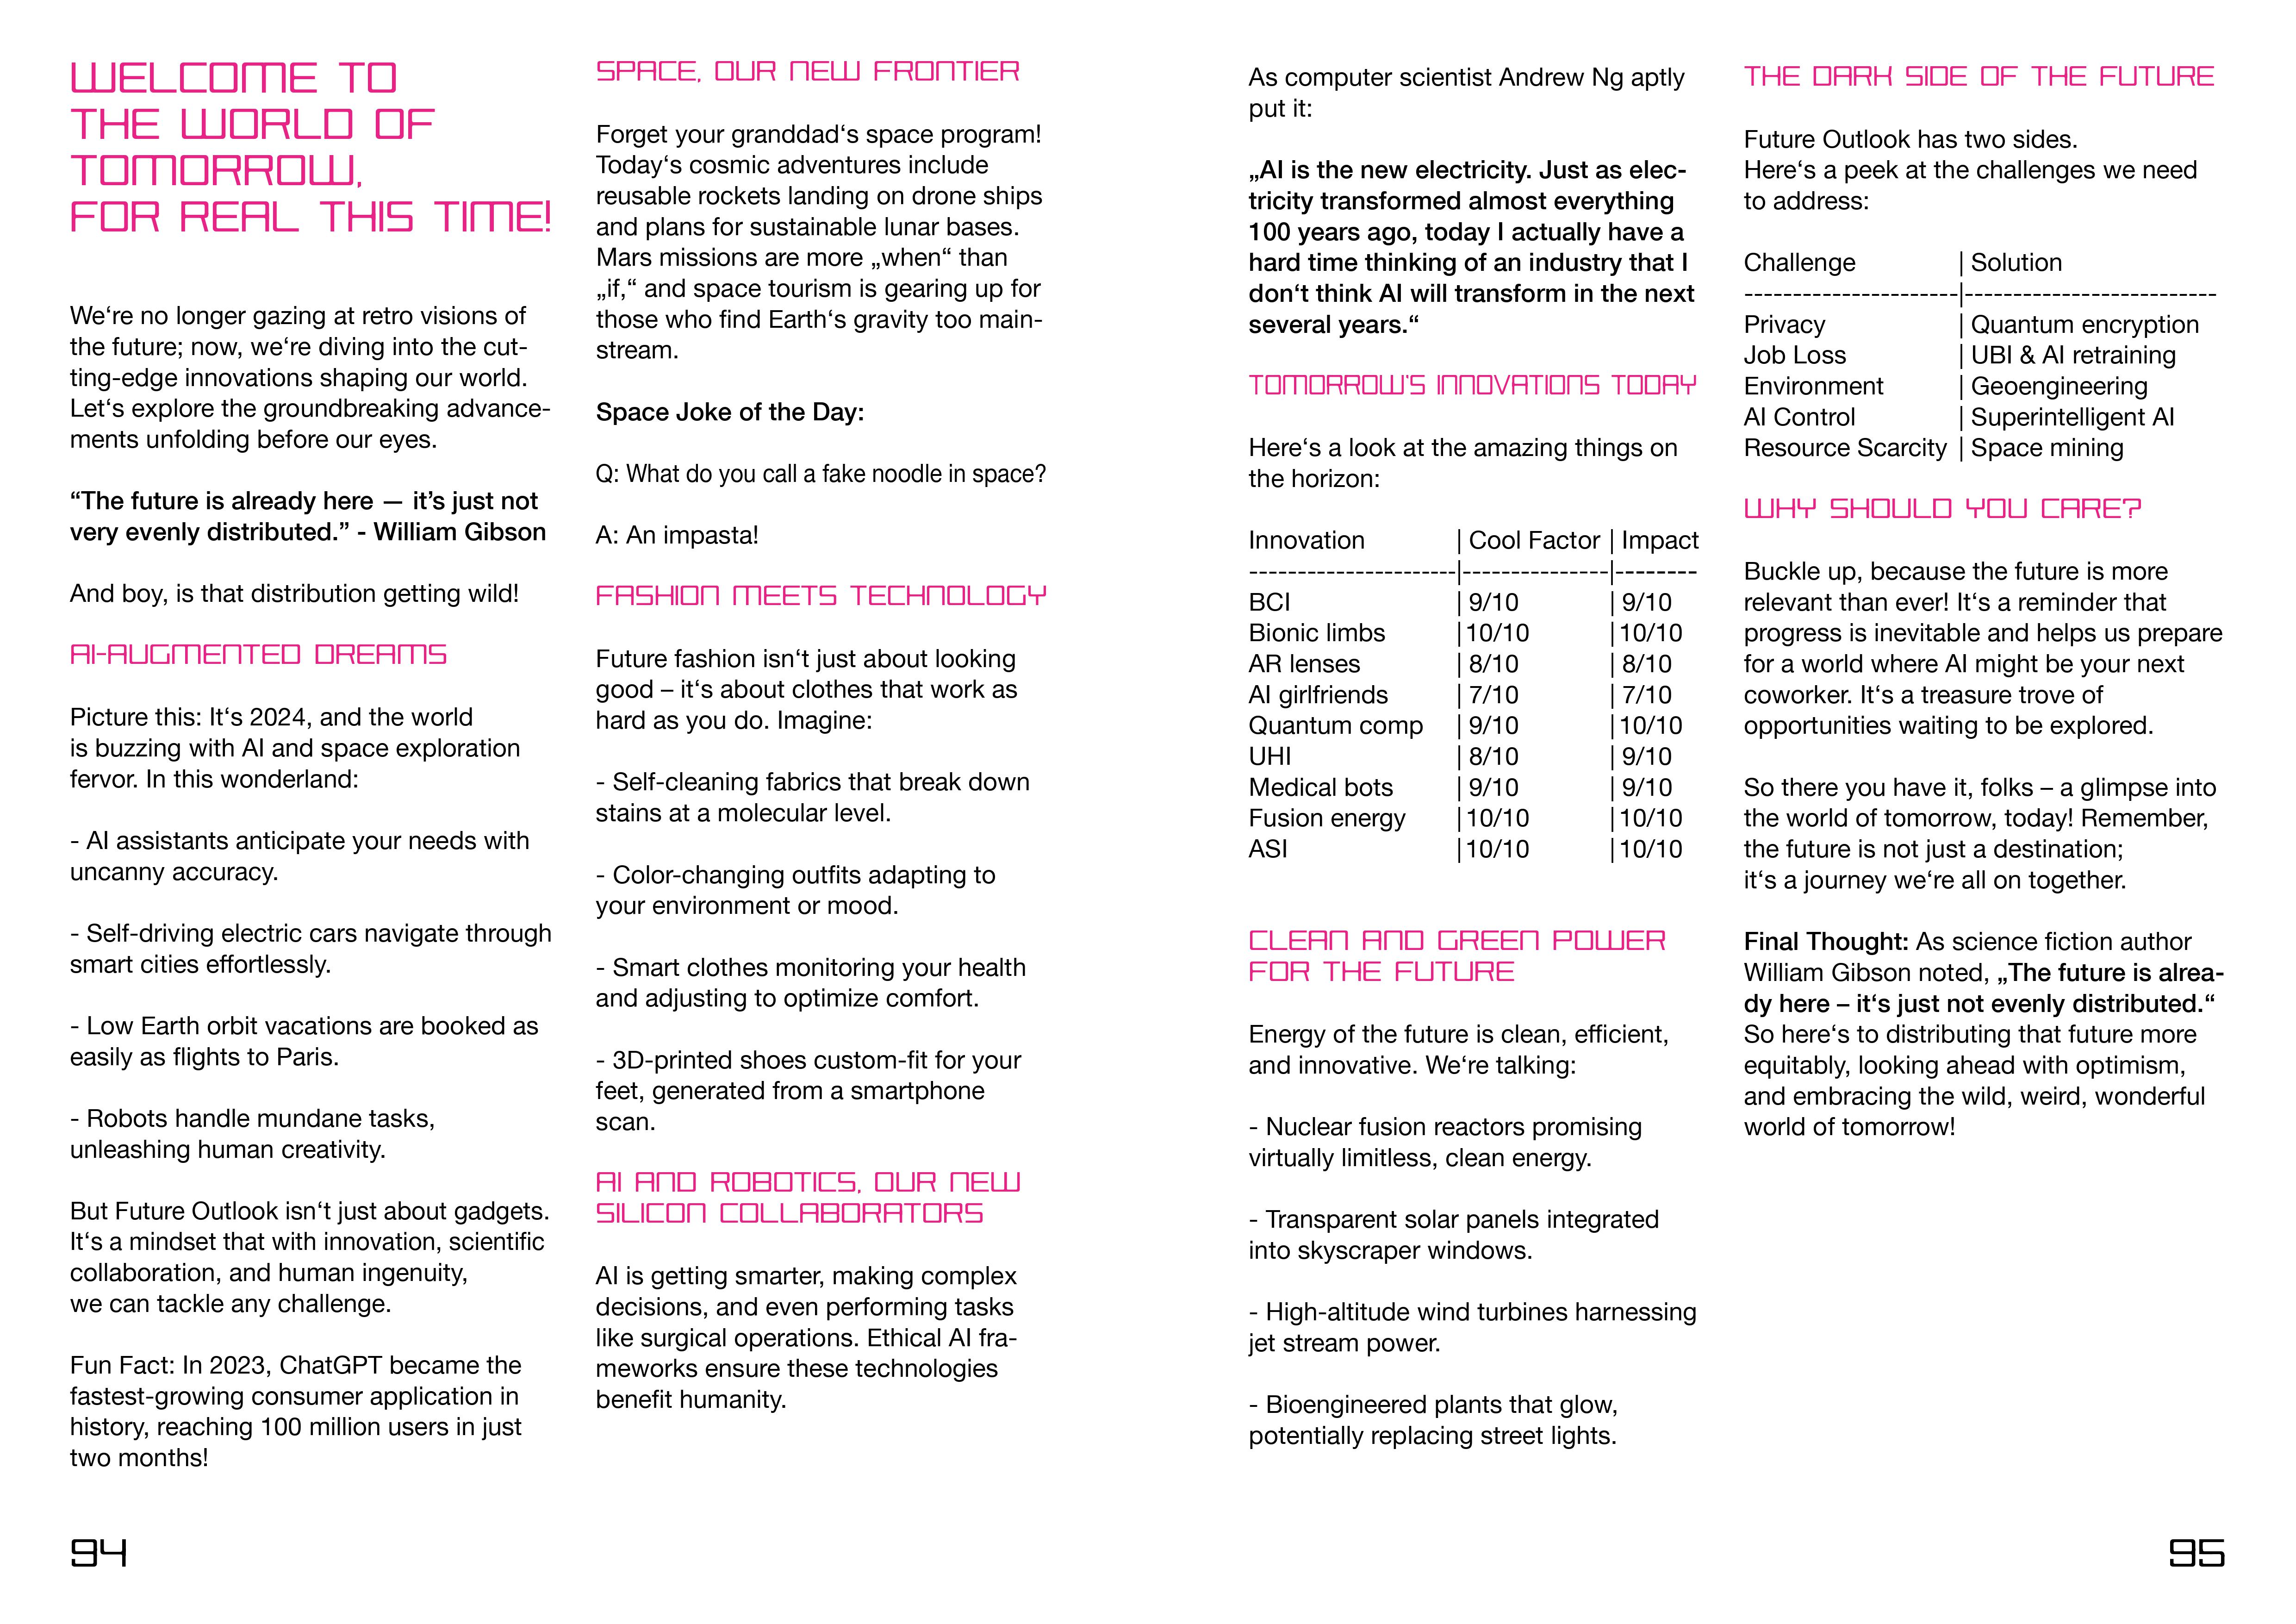 WELCOME TO
THE WORLD OF
TOMORROW,
FOR REAL THIS TIME!
We‘re no longer gazing at retro visions of
the future; now, we‘re diving into the cut-
ting-edge innovations shaping our world.
Let‘s explore the groundbreaking advance-
ments unfolding before our eyes.
“The future is already here — it’s just not
very evenly distributed.” - William Gibson
And boy, is that distribution getting wild!
AI-AUGMENTED DREAMS
Picture this: It‘s 2024, and the world
is buzzing with AI and space exploration
fervor. In this wonderland:
- AI assistants anticipate your needs with
uncanny accuracy.
- Self-driving electric cars navigate through
smart cities effortlessly.
- Low Earth orbit vacations are booked as
easily as flights to Paris.
- Robots handle mundane tasks,
unleashing human creativity.
But Future Outlook isn‘t just about gadgets.
It‘s a mindset that with innovation, scientific
collaboration, and human ingenuity,
we can tackle any challenge.
Fun Fact: In 2023, ChatGPT became the
fastest-growing consumer application in
history, reaching 100 million users in just
two months!
94
SPACE, OUR NEW FRONTIER
Forget your granddad‘s space program!
Today‘s cosmic adventures include
reusable rockets landing on drone ships
and plans for sustainable lunar bases.
Mars missions are more „when“ than
„if,“ and space tourism is gearing up for
those who find Earth‘s gravity too main-
stream.
Space Joke of the Day:
Q: What do you call a fake noodle in space?
A: An impasta!
FASHION MEETS TECHNOLOGY
Future fashion isn‘t just about looking
good – it‘s about clothes that work as
hard as you do. Imagine:
- Self-cleaning fabrics that break down
stains at a molecular level.
- Color-changing outfits adapting to
your environment or mood.
- Smart clothes monitoring your health
and adjusting to optimize comfort.
- 3D-printed shoes custom-fit for your
feet, generated from a smartphone
scan.
AI AND ROBOTICS, OUR NEW
SILICON COLLABORATORS
AI is getting smarter, making complex
decisions, and even performing tasks
like surgical operations. Ethical AI fra-
meworks ensure these technologies
benefit humanity.
As computer scientist Andrew Ng aptly
put it:
„AI is the new electricity. Just as elec-
tricity transformed almost everything
100 years ago, today I actually have a
hard time thinking of an industry that I
don‘t think AI will transform in the next
several years.“
TOMORROW'S INNOVATIONS TODAY
Here‘s a look at the amazing things on
the horizon:
Innovation | Cool Factor | Impact
----------------------|---------------|---------
BCI | 9/10 | 9/10
Bionic limbs |10/10 |10/10
AR lenses | 8/10 | 8/10
AI girlfriends | 7/10 | 7/10
Quantum comp | 9/10 |10/10
UHI | 8/10 | 9/10
Medical bots | 9/10 | 9/10
Fusion energy |10/10 |10/10
ASI |10/10 |10/10
CLEAN AND GREEN POWER
FOR THE FUTURE
Energy of the future is clean, efficient,
and innovative. We‘re talking:
- Nuclear fusion reactors promising
virtually limitless, clean energy.
- Transparent solar panels integrated
into skyscraper windows.
- High-altitude wind turbines harnessing
jet stream power.
- Bioengineered plants that glow,
potentially replacing street lights.
THE DARK SIDE OF THE FUTURE
Future Outlook has two sides.
Here‘s a peek at the challenges we need
to address:
Challenge | Solution
----------------------|--------------------------
Privacy | Quantum encryption
Job Loss | UBI & AI retraining
Environment | Geoengineering
AI Control | Superintelligent AI
Resource Scarcity | Space mining
WHY SHOULD YOU CARE?
Buckle up, because the future is more
relevant than ever! It‘s a reminder that
progress is inevitable and helps us prepare
for a world where AI might be your next
coworker. It‘s a treasure trove of
opportunities waiting to be explored.
So there you have it, folks – a glimpse into
the world of tomorrow, today! Remember,
the future is not just a destination;
it‘s a journey we‘re all on together.
Final Thought: As science fiction author
William Gibson noted, „The future is alrea-
dy here – it‘s just not evenly distributed.“
So here‘s to distributing that future more
equitably, looking ahead with optimism,
and embracing the wild, weird, wonderful
world of tomorrow!
95